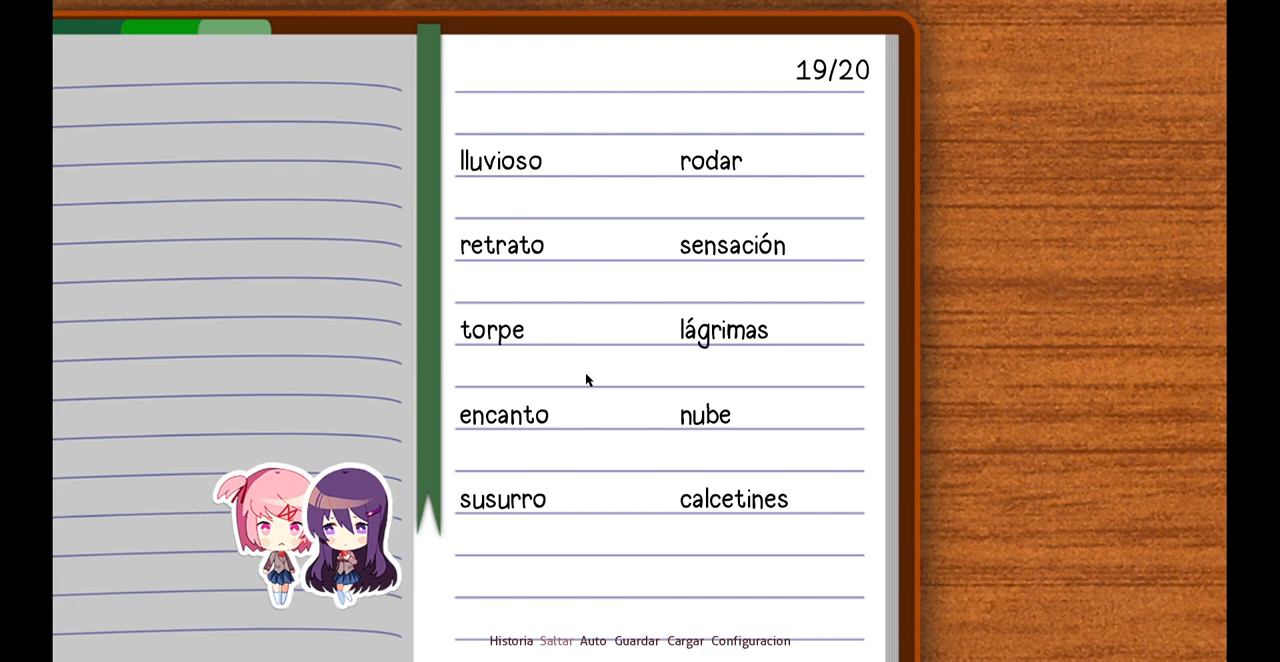 19/20
lluvioso rodar
retrato sensación
torpe lágrimas
encanto nube
susurro calcetines
Historia Saltar Auto Guardar Cargar Configuracion